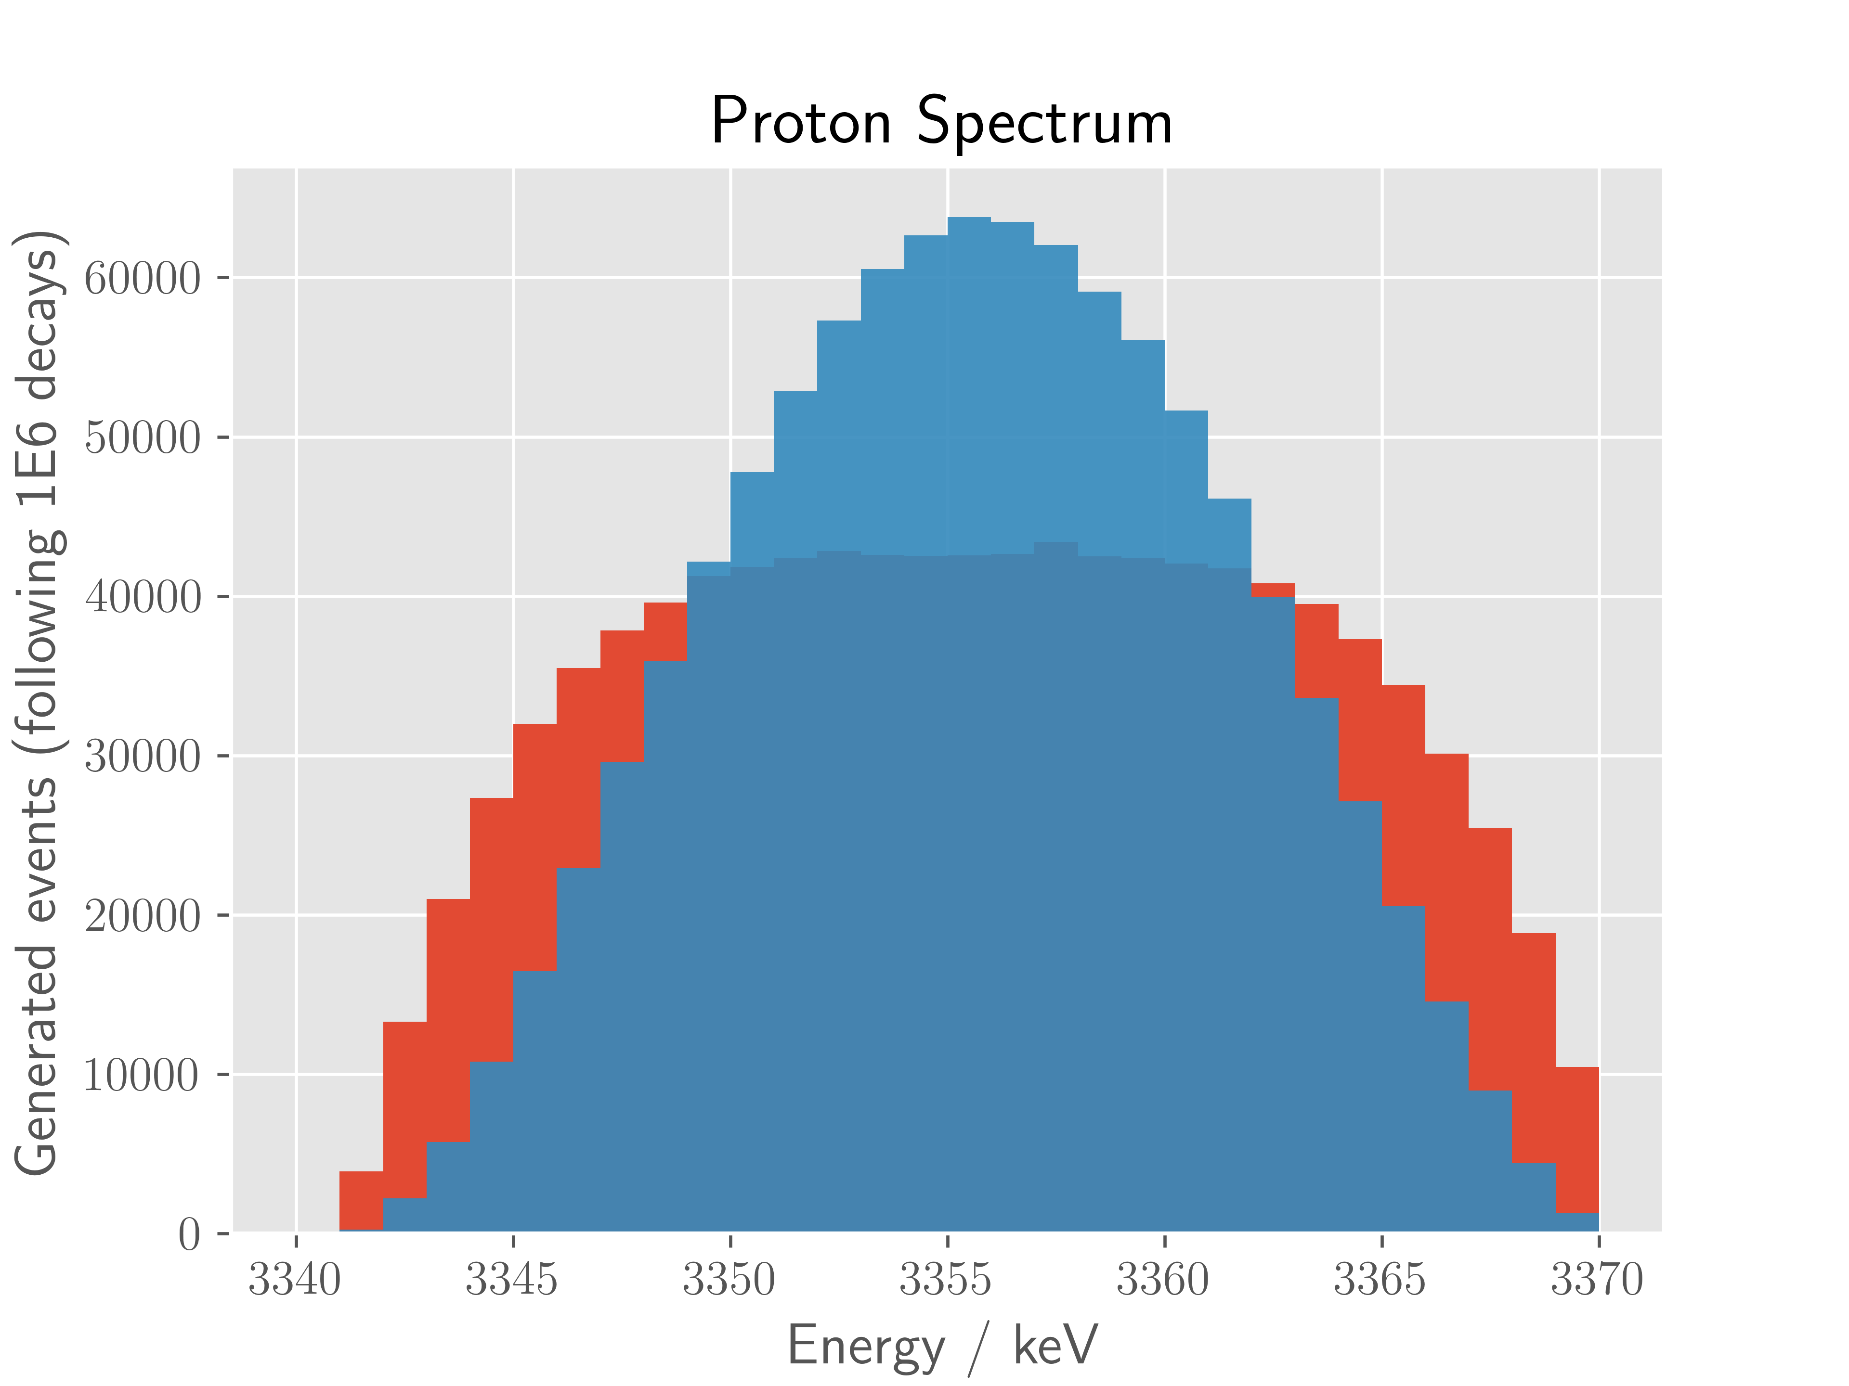 Proton Spectrum
Generated events (following 1E6 decays)
60000
50000
40000
30000
20000
10000
0
3340 3345 3350 3355 3360 3365 3370
Energy / keV